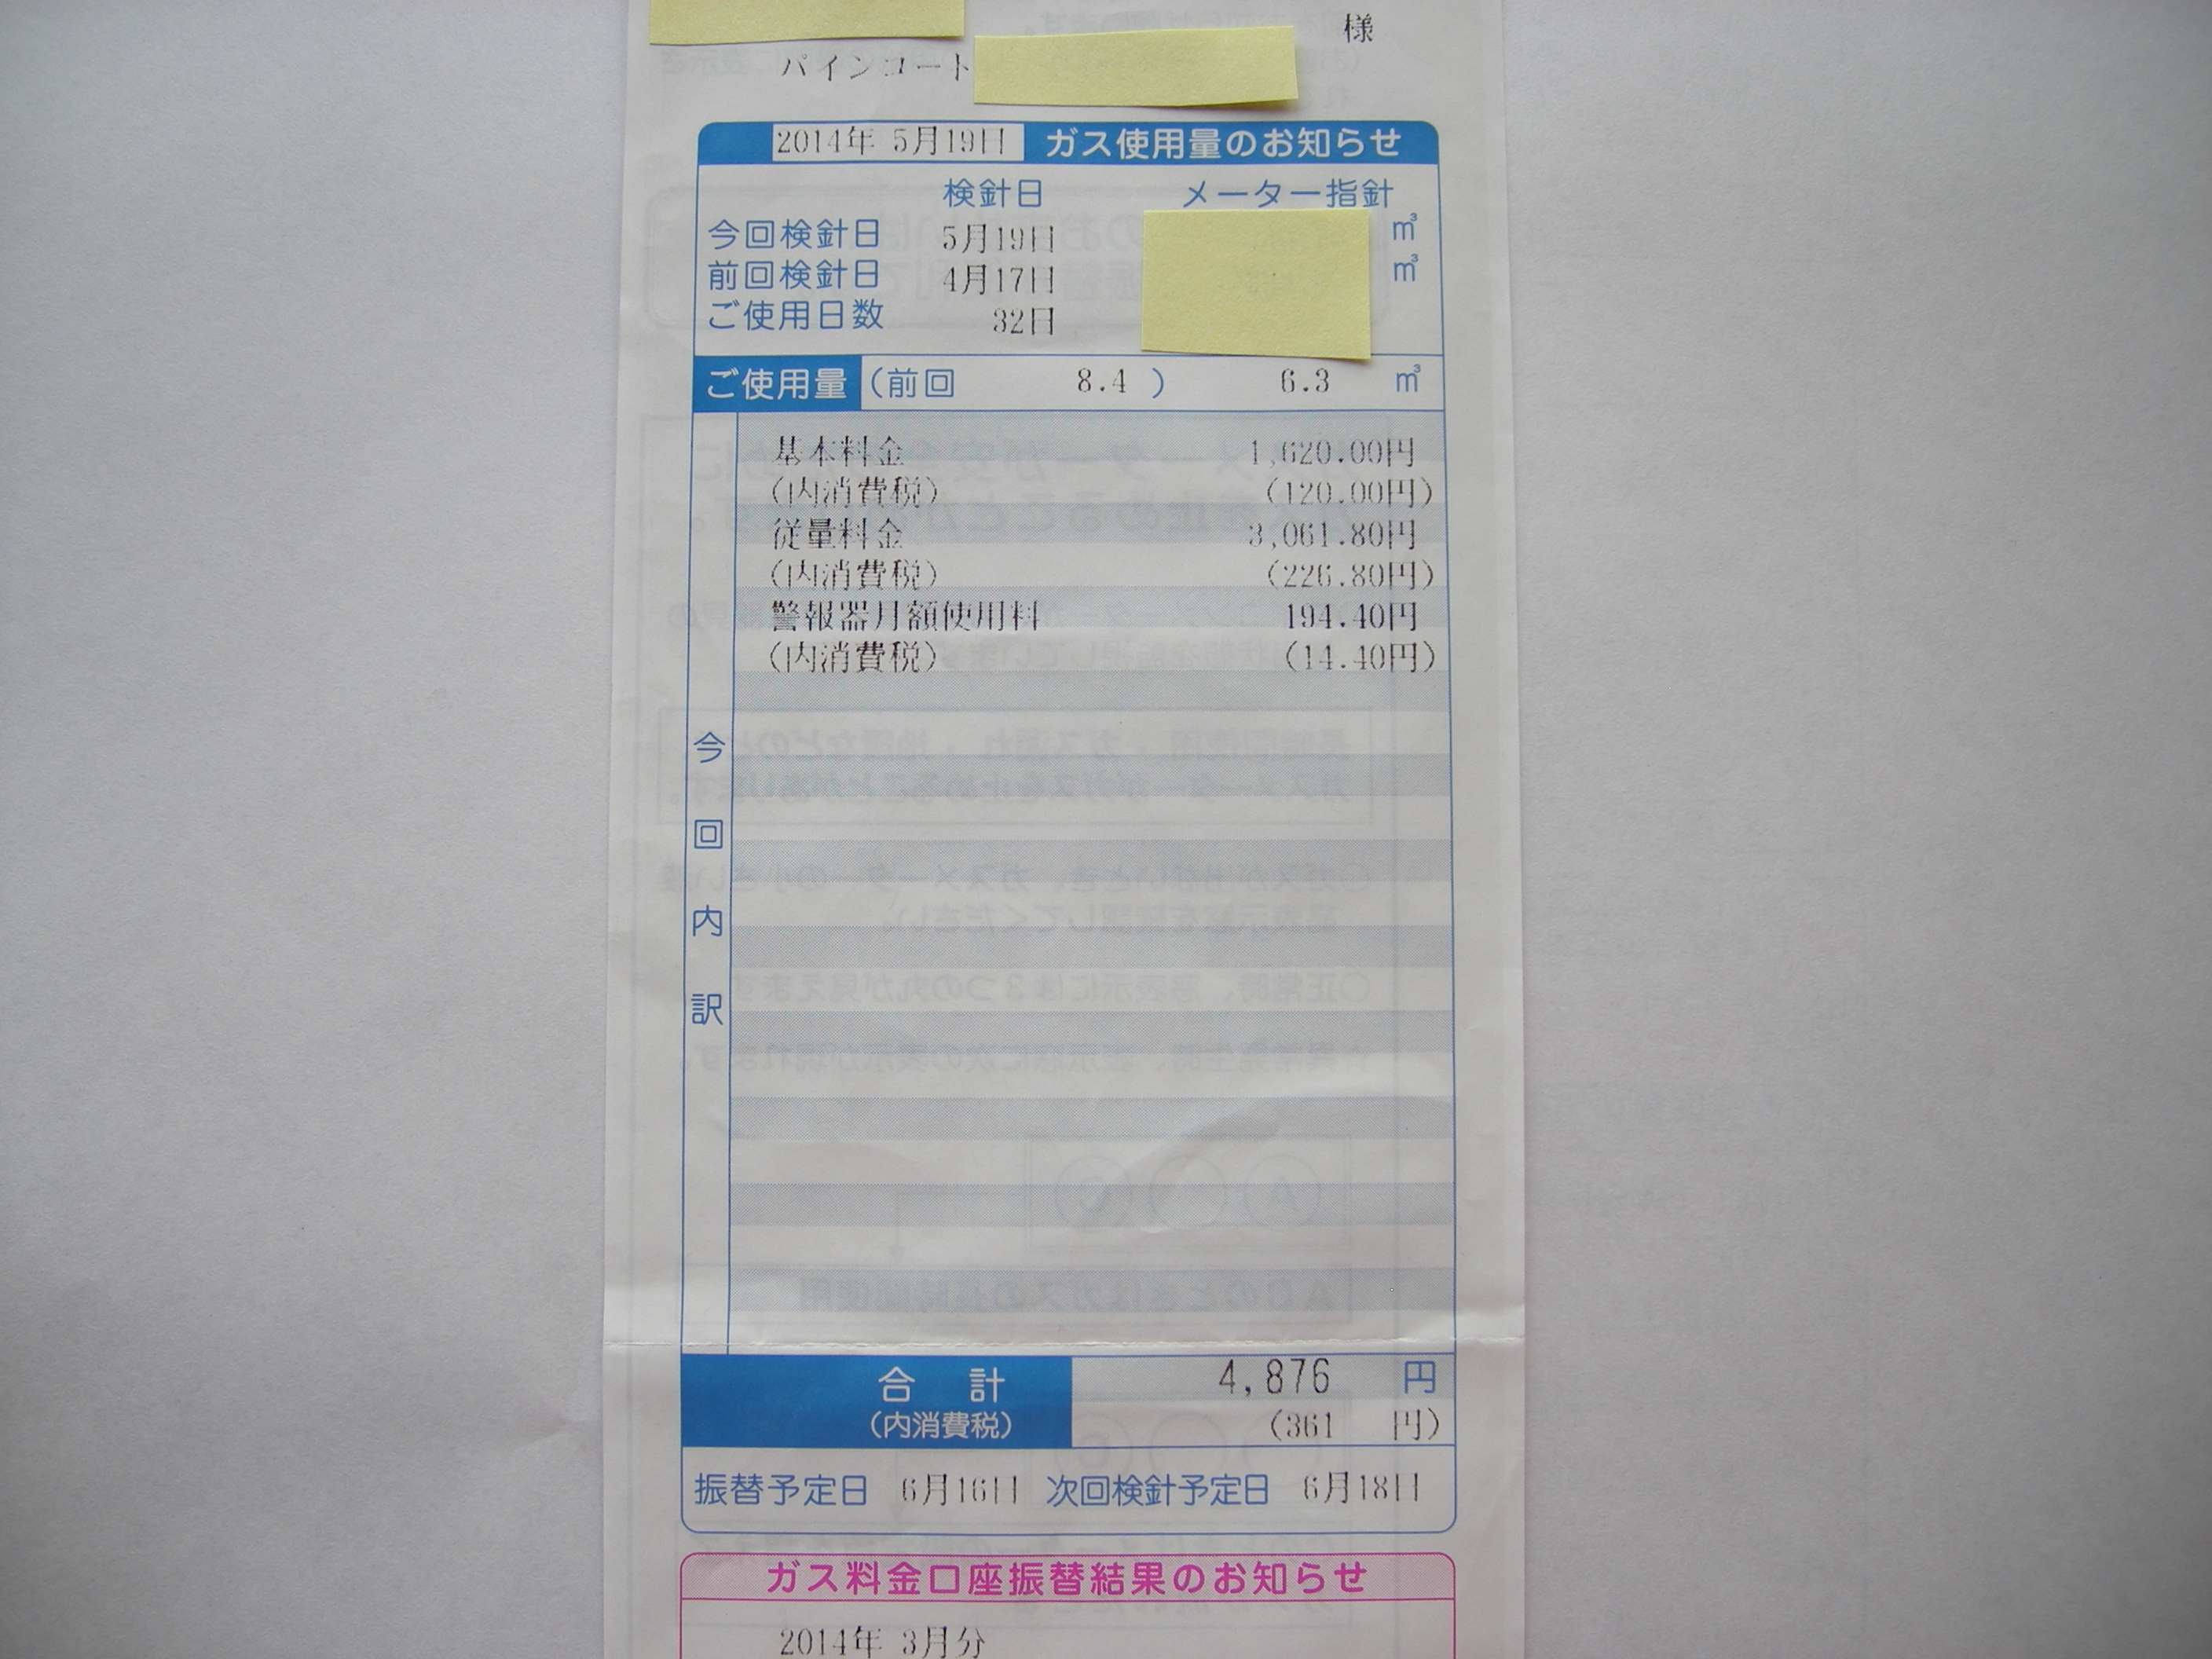 様
パインコート
2014年 5月19日 ガス使用量のお知らせ
検針日 メーター指針
今回検針日 5月19日 ㎥
前回検針日 4月17日 ㎥
ご使用日数 32日
ご使用量 (前回 8.4 ) 6.3 ㎥
今回内訳
基本料金 1,620.00円
(内消費税) (120.00円)
従量料金 3,061.80円
(内消費税) (226.80円)
警報器月額使用料 194.40円
(内消費税) (14.40円)
合 計 4,876 円
(内消費税) (361 円)
振替予定日 6月16日 次回検針予定日 6月18日
ガス料金口座振替結果のお知らせ
2014年 3月分